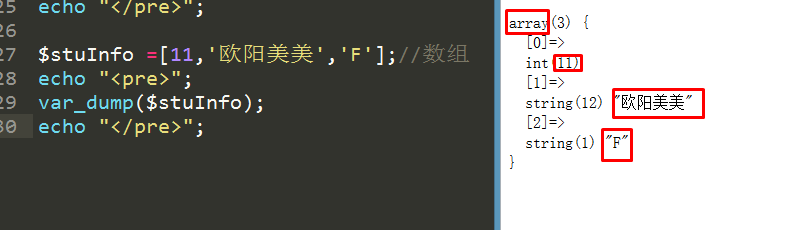 25 echo "</pre>";
26
27 $stuInfo =[11,'欧阳美美','F'];//数组
28 echo "<pre>";
29 var_dump($stuInfo);
30 echo "</pre>";
array(3) {
[0]=>
int(11)
[1]=>
string(12) "欧阳美美"
[2]=>
string(1) "F"
}